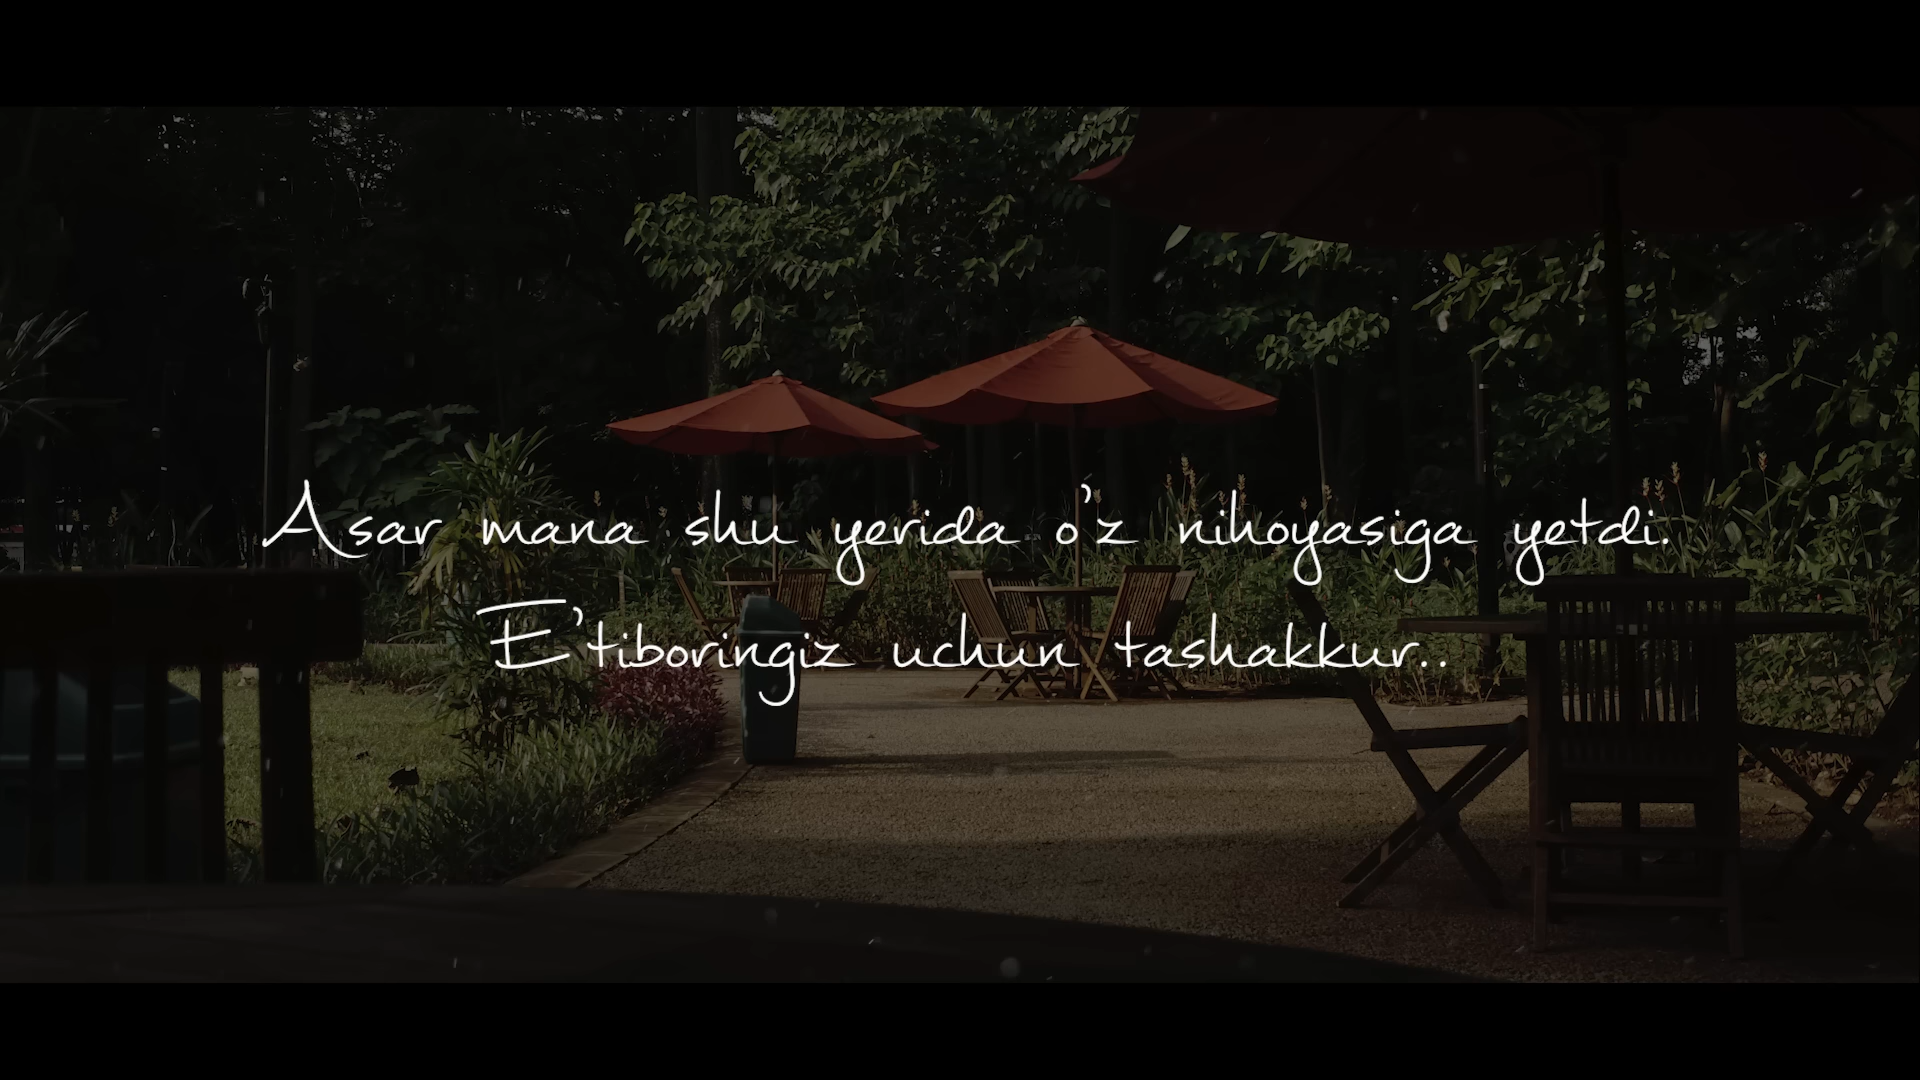 Asar mana shu yerida o'z nihoyasiga yetdi.
E'tiboringiz uchun tashakkur..